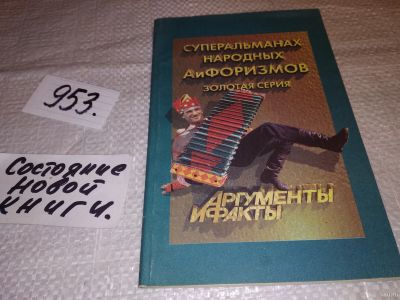 953.
Состояние
Новой
книги.
СУПЕРАЛЬМАНАХ
НАРОДНЫХ
АиФОРИЗМОВ
ЗОЛОТАЯ СЕРИЯ
АРГУМЕНТЫ
И ФАКТЫ